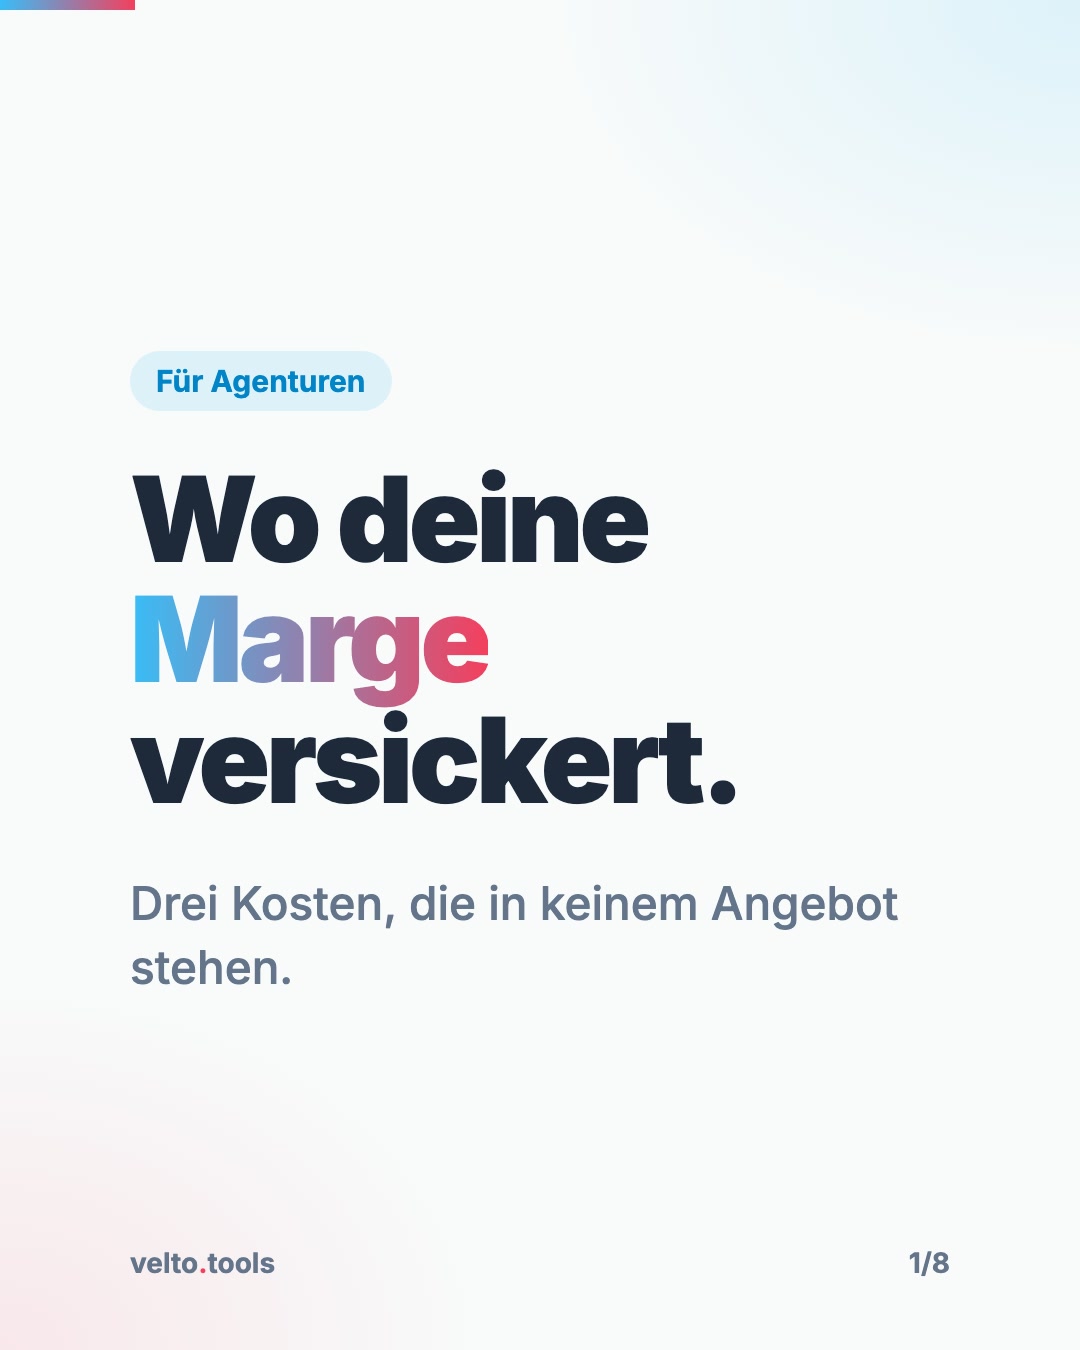 Für Agenturen
Wo deine
Marge
versickert.
Drei Kosten, die in keinem Angebot
stehen.
velto.tools
1/8